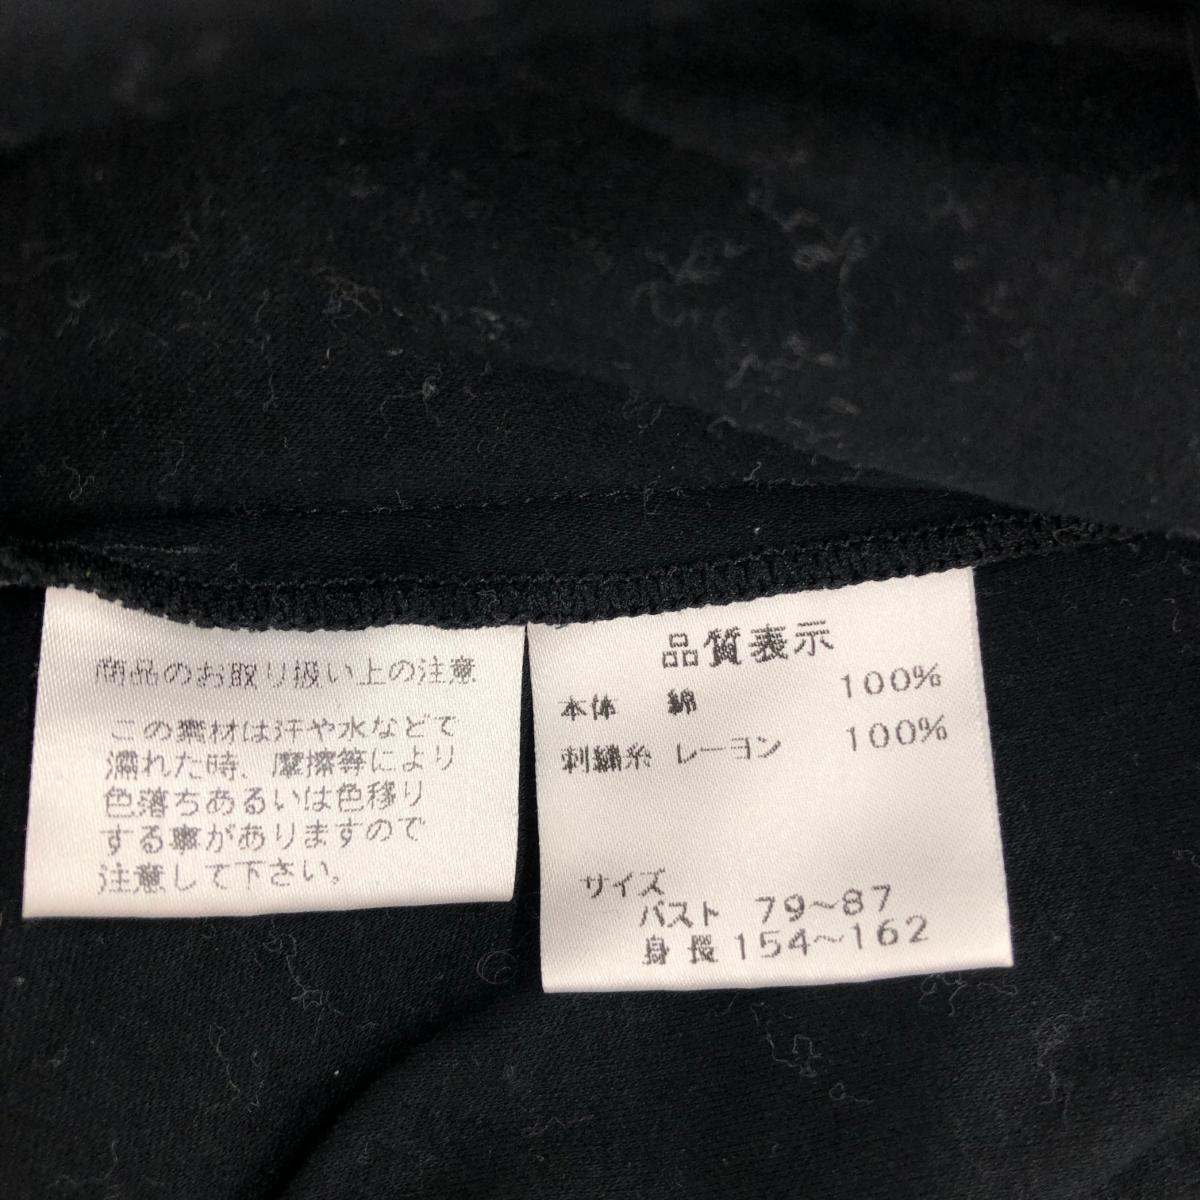 商品のお取り扱い上の注意
この素材は汗や水などで
濡れた時、摩擦等により
色落ちあるいは色移り
する事がありますので
注意して下さい。
品質表示
本体 綿 100%
刺繍糸 レーヨン 100%
サイズ
バスト 79～87
身長 154～162